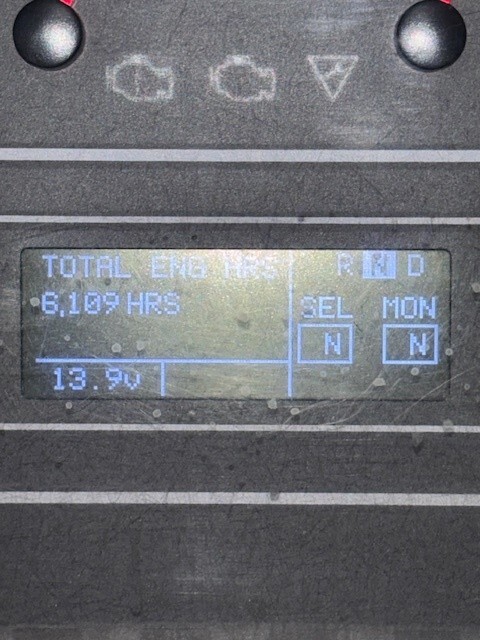 TOTAL ENG HRS
R N D
6,109 HRS
SEL MON
N N
13.9v